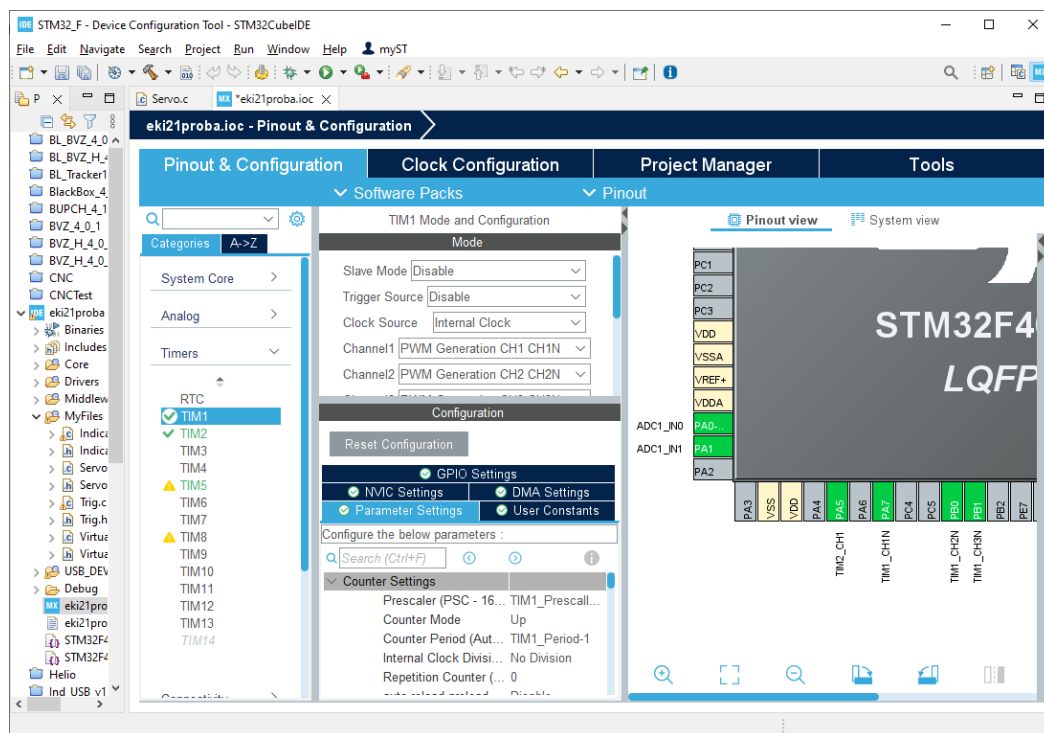 STM32_F - Device Configuration Tool - STM32CubeIDE
File Edit Navigate Search Project Run Window Help myST
P
Servo.c
*eki21proba.ioc
BL_BVZ_4_0
BL_BVZ_H_4
BL_Tracker1
BlackBox_4_
BUPCH_4_1
BVZ_4_0_1
BVZ_H_4_0_
BVZ_H_4_0_
CNC
CNCTest
eki21proba
Binaries
Includes
Core
Drivers
Middlew
MyFiles
Indica
Indica
Servo
Servo
Trig.c
Trig.h
Virtua
Virtua
USB_DEV
Debug
eki21pro
eki21pro
STM32F4
STM32F4
Helio
Ind_USB_v1
eki21proba.ioc - Pinout & Configuration
Pinout & Configuration
Clock Configuration
Project Manager
Tools
Software Packs
Pinout
Categories
A->Z
System Core
Analog
Timers
RTC
TIM1
TIM2
TIM3
TIM4
TIM5
TIM6
TIM7
TIM8
TIM9
TIM10
TIM11
TIM12
TIM13
TIM14
TIM1 Mode and Configuration
Mode
Slave Mode Disable
Trigger Source Disable
Clock Source Internal Clock
Channel1 PWM Generation CH1 CH1N
Channel2 PWM Generation CH2 CH2N
Configuration
Reset Configuration
GPIO Settings
NVIC Settings
DMA Settings
Parameter Settings
User Constants
Configure the below parameters :
Search (Ctrl+F)
Counter Settings
Prescaler (PSC - 16... TIM1_Prescall...
Counter Mode Up
Counter Period (Aut... TIM1_Period-1
Internal Clock Divisi... No Division
Repetition Counter (... 0
Pinout view
System view
PC1
PC2
PC3
VDD
VSSA
VREF+
VDDA
ADC1_IN0 PA0-..
ADC1_IN1 PA1
PA2
STM32F4
LQFP
PA3
VSS
VDD
PA4
PA5
PA6
PA7
PC4
PC5
PB0
PB1
PB2
PE7
TIM2_CH1
TIM1_CH1N
TIM1_CH2N
TIM1_CH3N